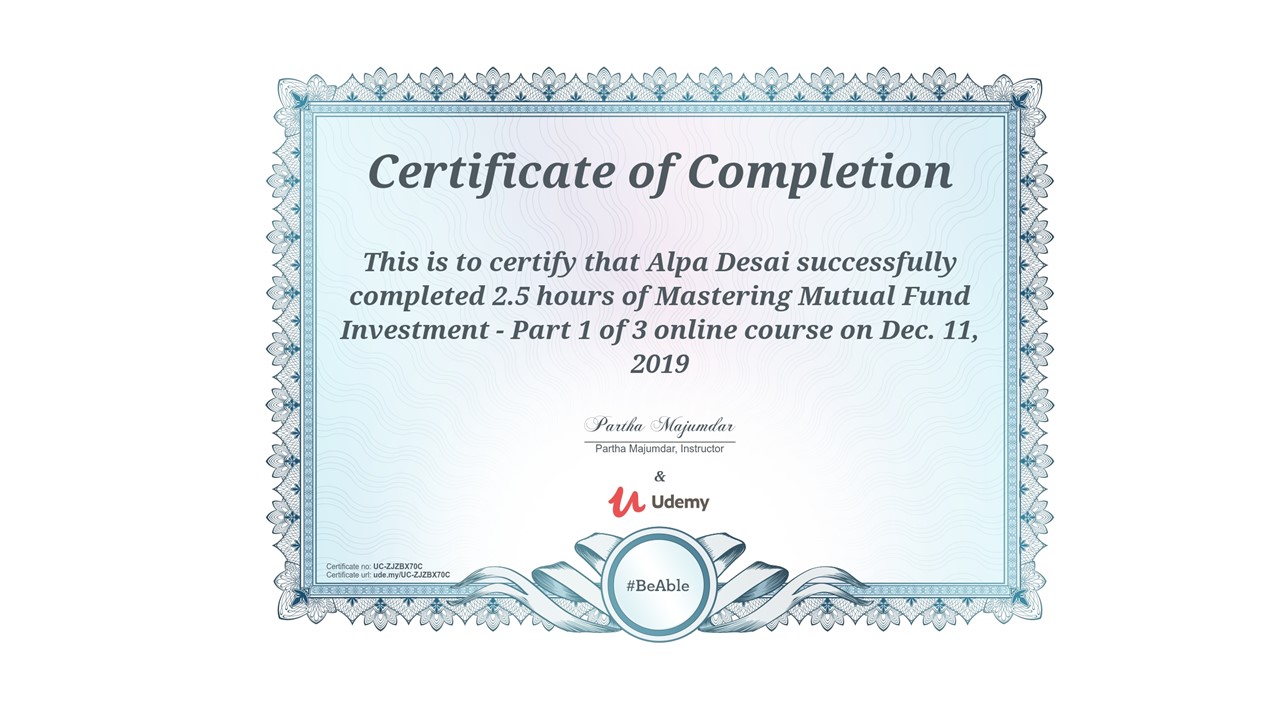 Certificate of Completion
This is to certify that Alpa Desai successfully
completed 2.5 hours of Mastering Mutual Fund
Investment - Part 1 of 3 online course on Dec. 11,
2019
Partha Majumdar
Partha Majumdar, Instructor
&
Udemy
Certificate no: UC-ZJZBX70C
Certificate url: ude.my/UC-ZJZBX70C
#BeAble